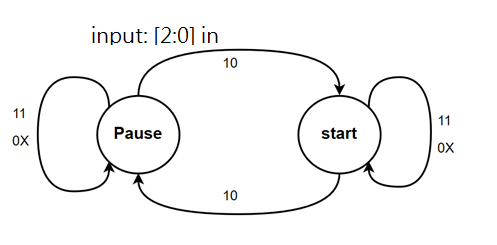 input: [2:0] in
10
11
0X
Pause
start
11
0X
10